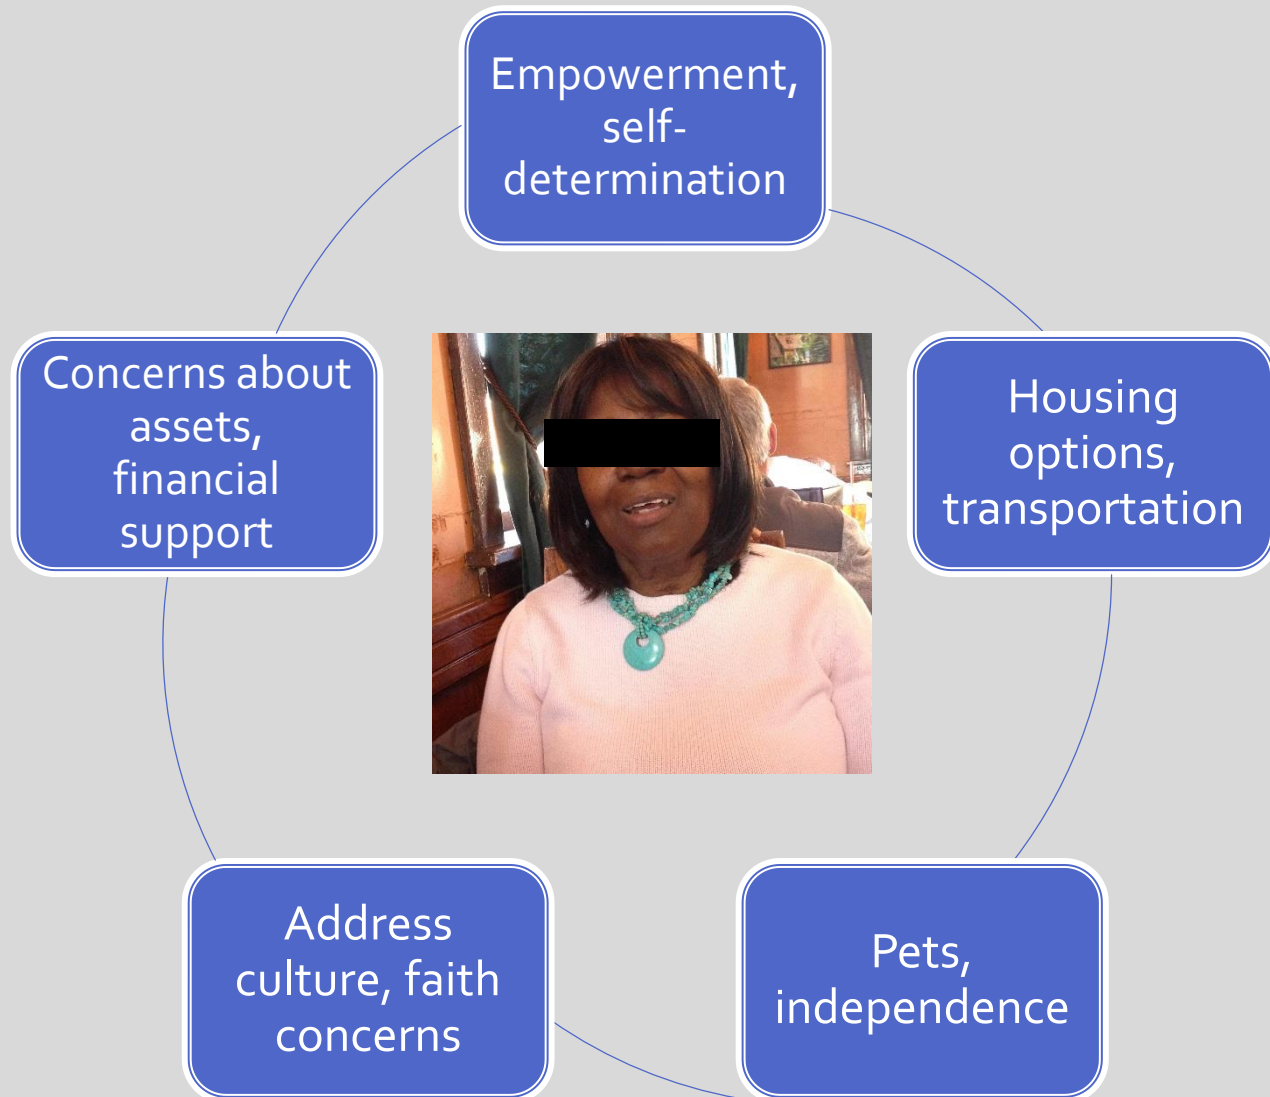 Empowerment,
self-
determination
Housing
options,
transportation
Pets,
independence
Address
culture, faith
concerns
Concerns about
assets,
financial
support